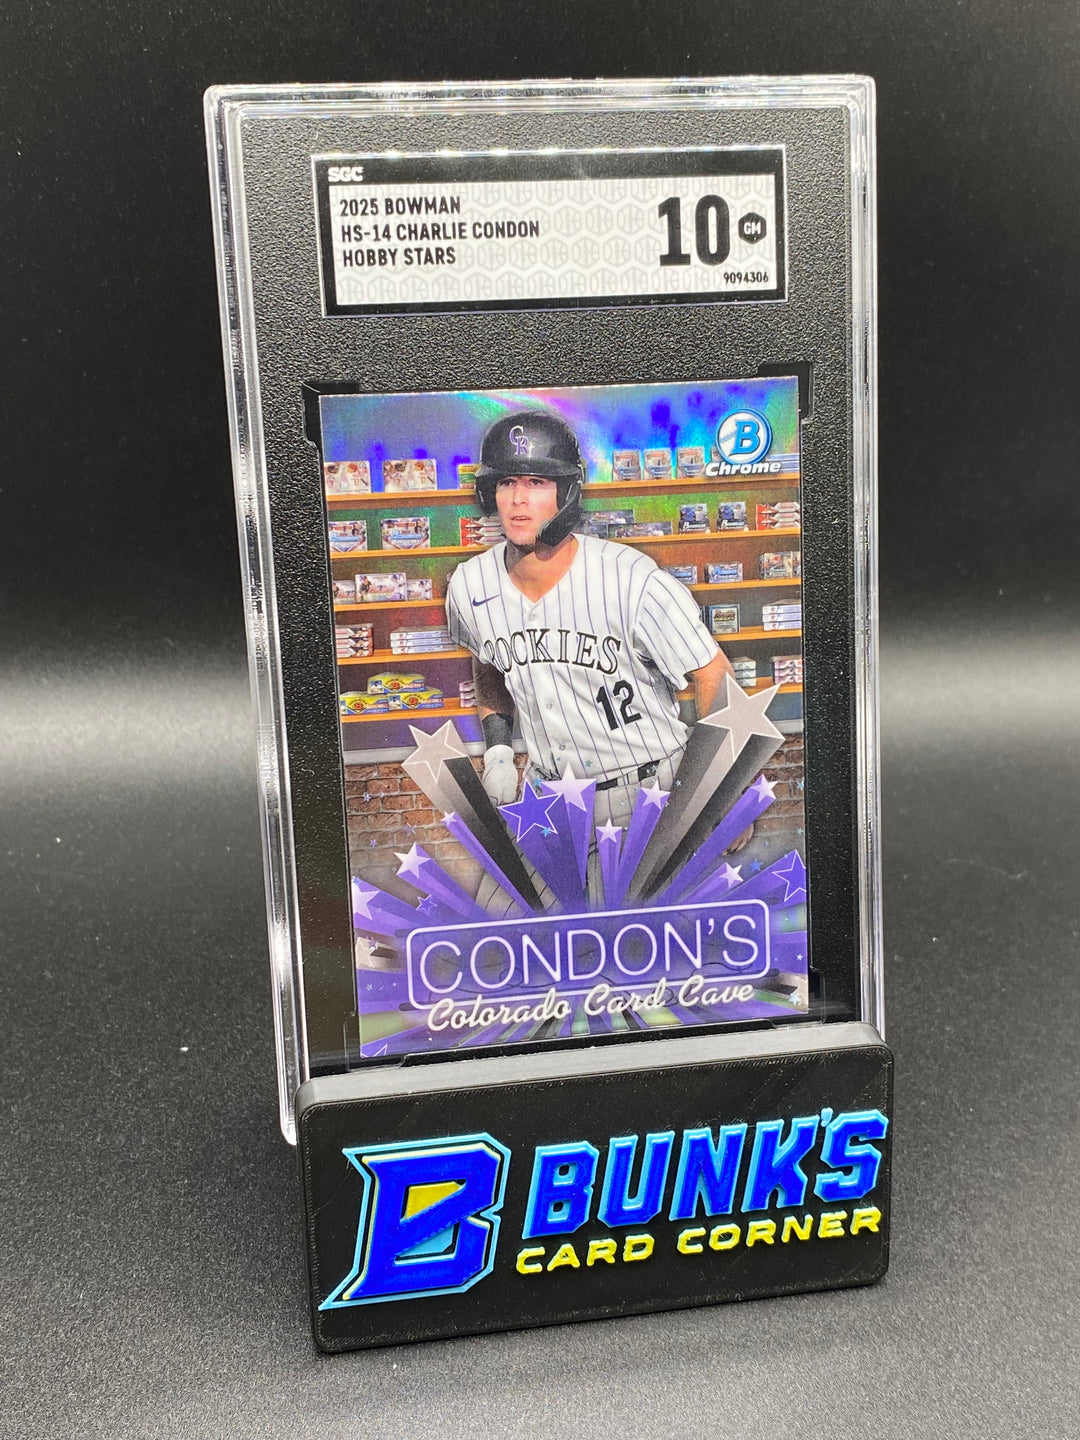 SGC
2025 BOWMAN
HS-14 CHARLIE CONDON
HOBBY STARS
10
GM
9094306
B
Chrome
CR
ROCKIES
12
CONDON'S
Colorado Card Cave
B
BUNK'S
CARD CORNER